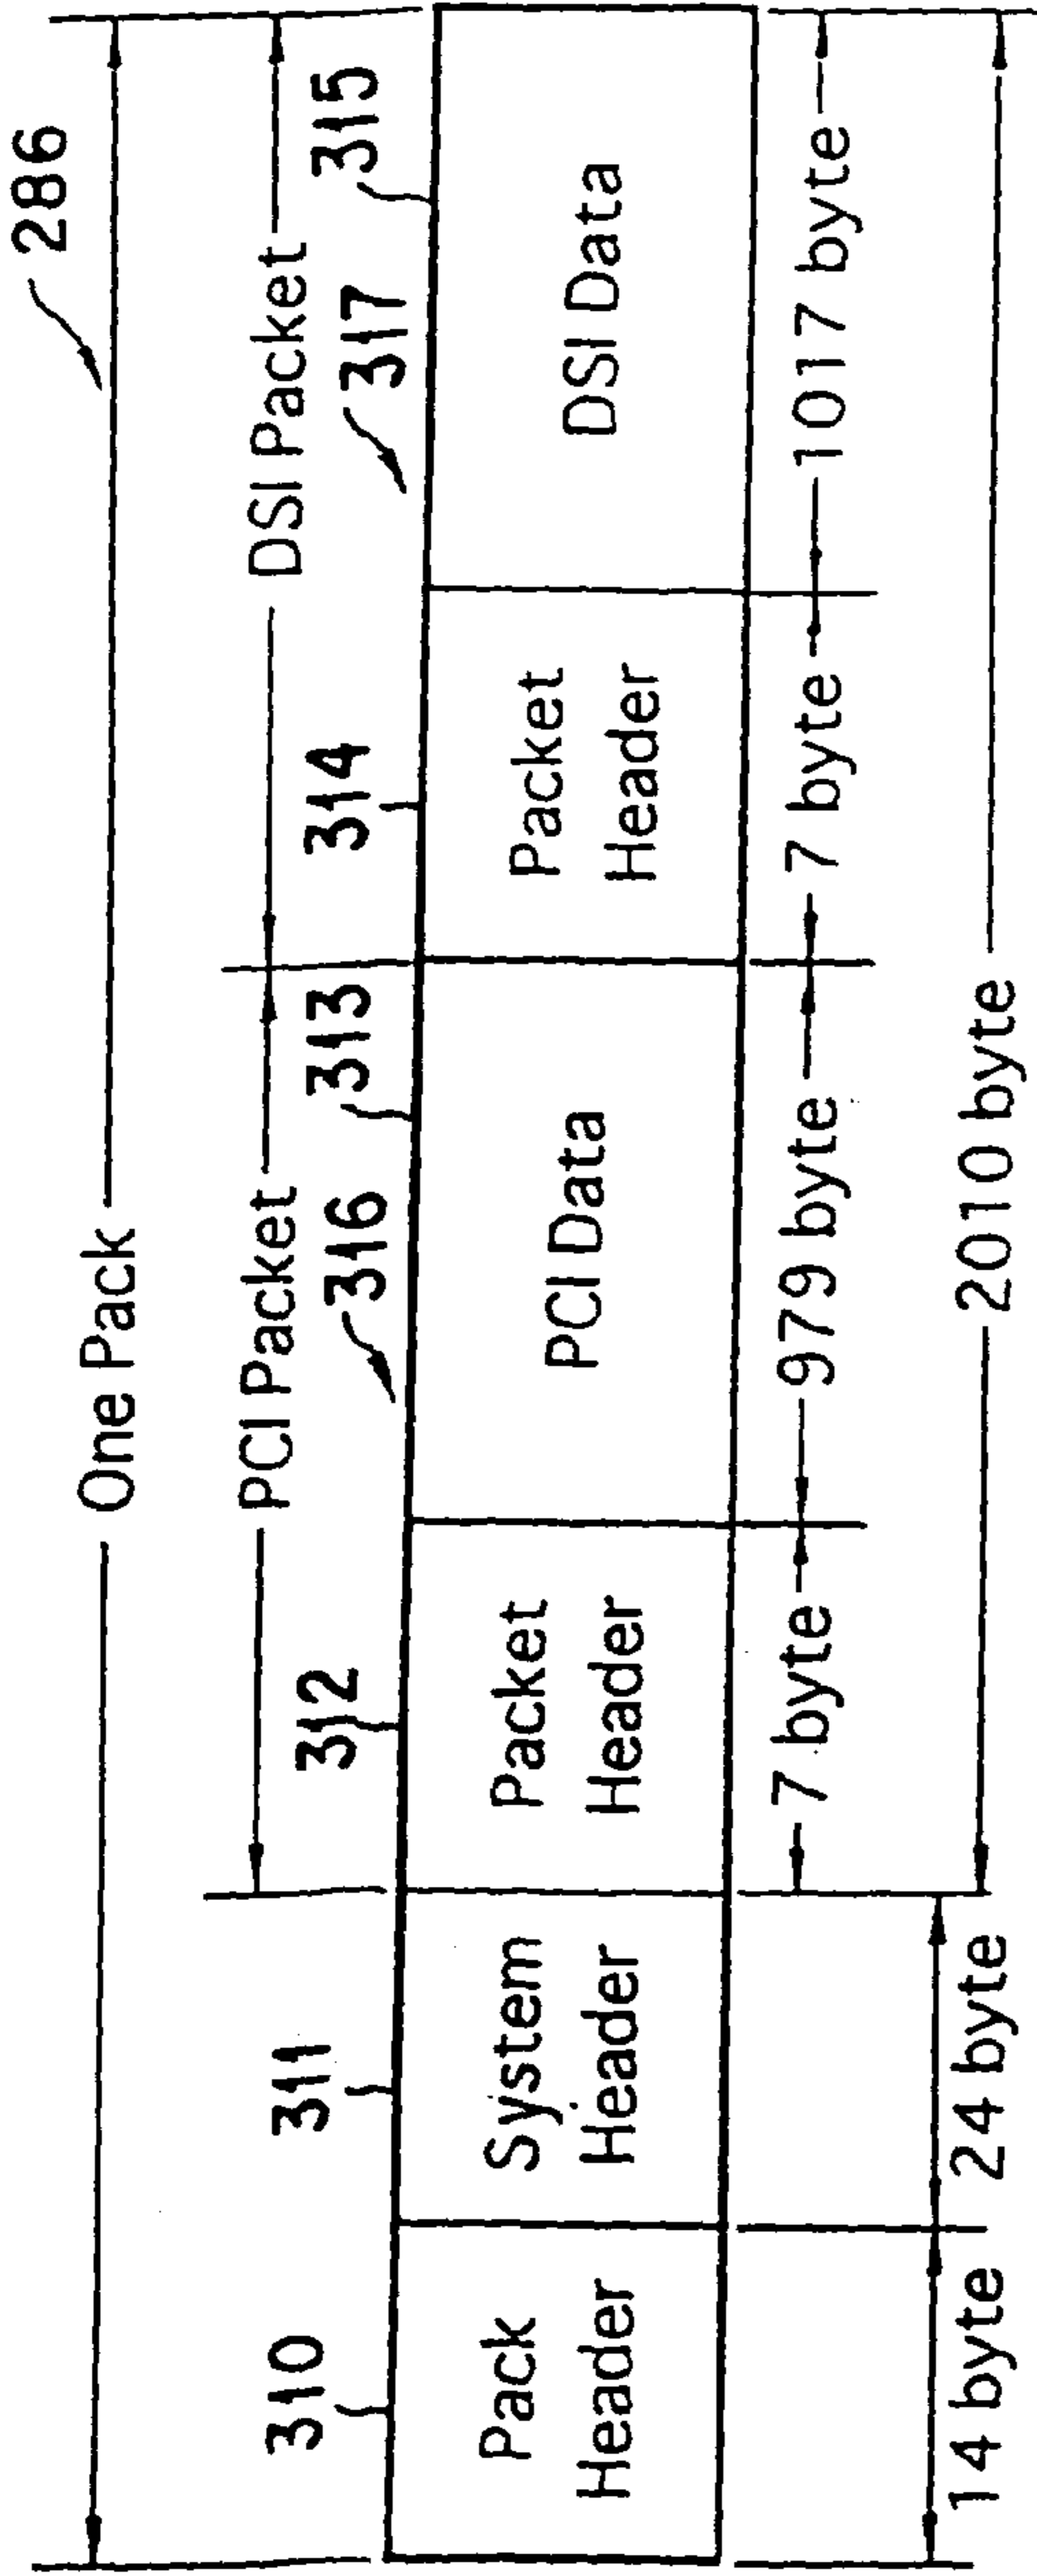 286
One Pack
PCI Packet
DSI Packet
310
311
312
316
313
314
317
315
Pack
Header
System
Header
Packet
Header
PCI Data
Packet
Header
DSI Data
7 byte
979 byte
7 byte
1017 byte
14 byte
24 byte
2010 byte